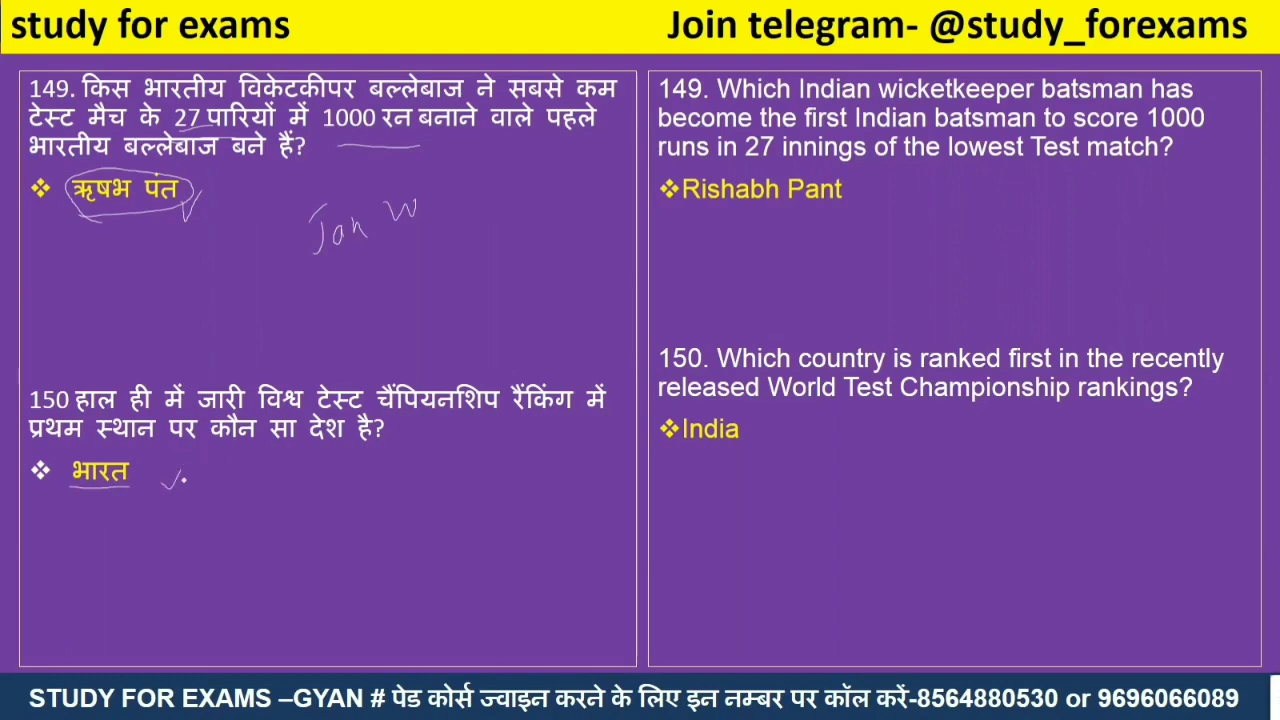 study for exams
Join telegram- @study_forexams
149. किस भारतीय विकेटकीपर बल्लेबाज ने सबसे कम
टेस्ट मैच के 27 पारियों में 1000 रन बनाने वाले पहले
भारतीय बल्लेबाज बने हैं?
❖ ऋषभ पंत
Jan
150 हाल ही में जारी विश्व टेस्ट चैंपियनशिप रैंकिंग में
प्रथम स्थान पर कौन सा देश है?
❖ भारत
149. Which Indian wicketkeeper batsman has
become the first Indian batsman to score 1000
runs in 27 innings of the lowest Test match?
❖Rishabh Pant
150. Which country is ranked first in the recently
released World Test Championship rankings?
❖India
STUDY FOR EXAMS –GYAN # पेड कोर्स ज्वाइन करने के लिए इन नम्बर पर कॉल करें-8564880530 or 9696066089